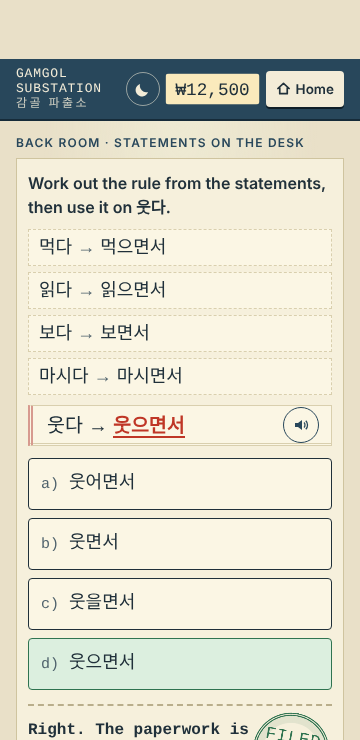 GAMGOL
SUBSTATION
감골 파출소
₩12,500
Home
BACK ROOM · STATEMENTS ON THE DESK
Work out the rule from the statements,
then use it on 웃다.
먹다 → 먹으면서
읽다 → 읽으면서
보다 → 보면서
마시다 → 마시면서
웃다 → 웃으면서
a) 웃어면서
b) 웃면서
c) 웃을면서
d) 웃으면서
Right. The paperwork is
FILED